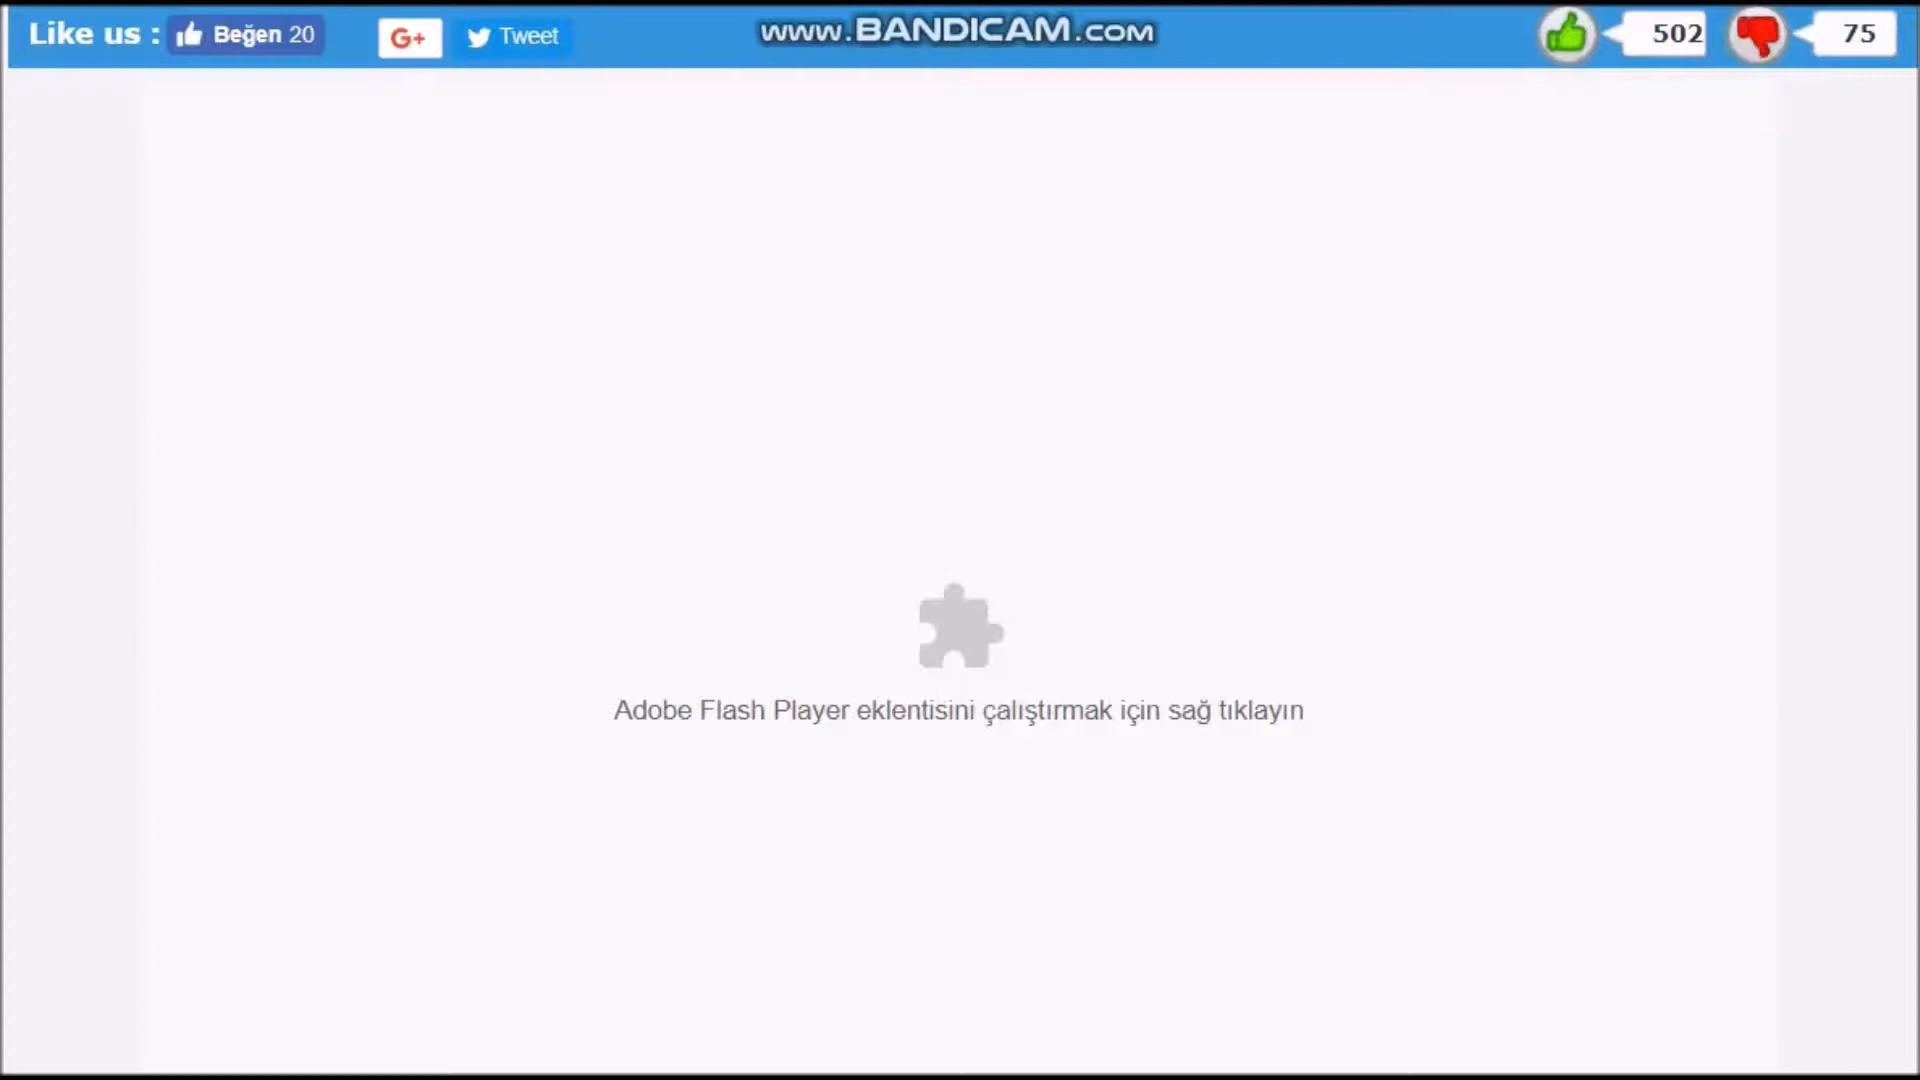 Like us : Beğen 20 G+ Tweet www.BANDICAM.com 502 75
Adobe Flash Player eklentisini çalıştırmak için sağ tıklayın